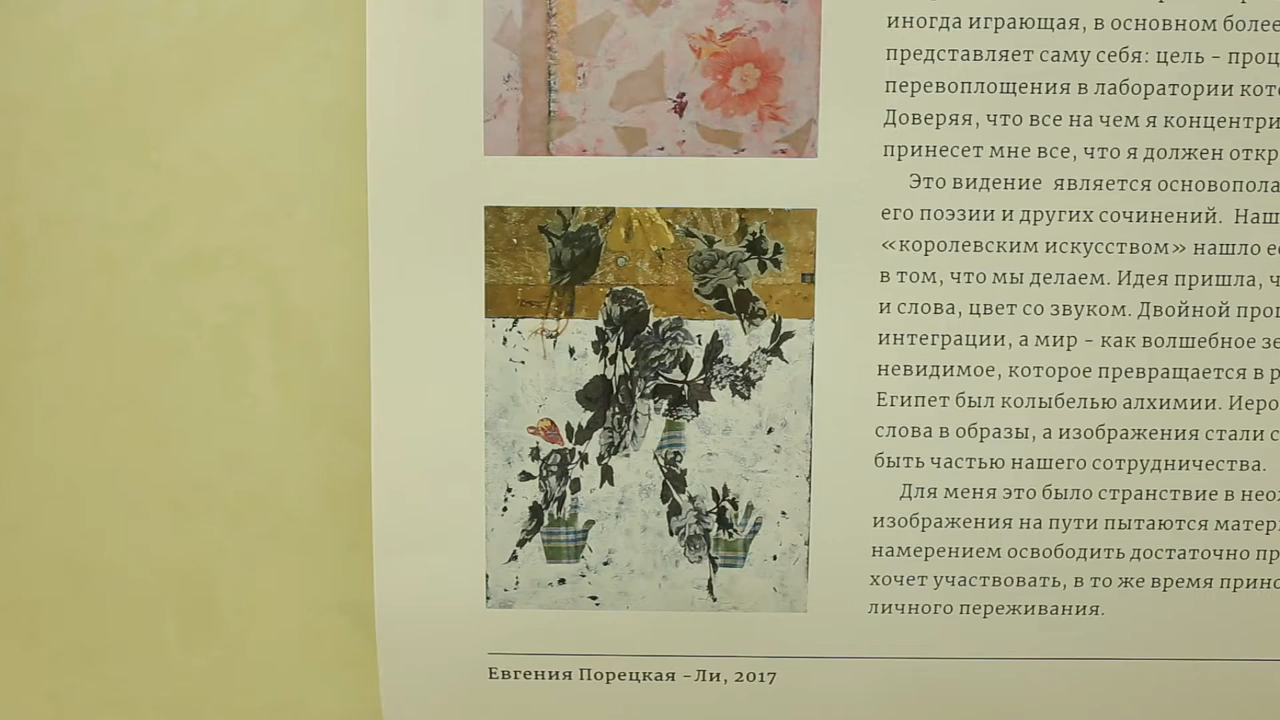 иногда играющая, в основном более
представляет саму себя: цель - проц
перевоплощения в лаборатории кото
Доверяя, что все на чем я концентри
принесет мне все, что я должен откр
Это видение является основопола
его поэзии и других сочинений. Наш
«королевским искусством» нашло е
в том, что мы делаем. Идея пришла, ч
и слова, цвет со звуком. Двойной про
интеграции, а мир - как волшебное зе
невидимое, которое превращается в р
Египет был колыбелью алхимии. Иеро
слова в образы, а изображения стали с
быть частью нашего сотрудничества.
Для меня это было странствие в нео
изображения на пути пытаются матер
намерением освободить достаточно пр
хочет участвовать, в то же время прин
личного переживания.
Евгения Порецкая -Ли, 2017